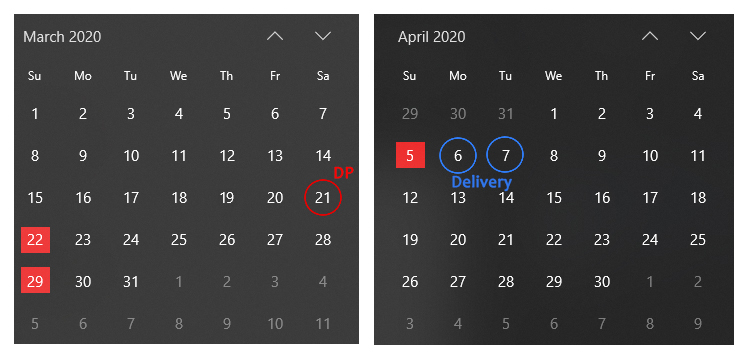 March 2020
Su Mo Tu We Th Fr Sa
1 2 3 4 5 6 7
8 9 10 11 12 13 14
DP
15 16 17 18 19 20 21
22 23 24 25 26 27 28
29 30 31 1 2 3 4
5 6 7 8 9 10 11
April 2020
Su Mo Tu We Th Fr Sa
29 30 31 1 2 3 4
5 6 7 8 9 10 11
Delivery
12 13 14 15 16 17 18
19 20 21 22 23 24 25
26 27 28 29 30 1 2
3 4 5 6 7 8 9